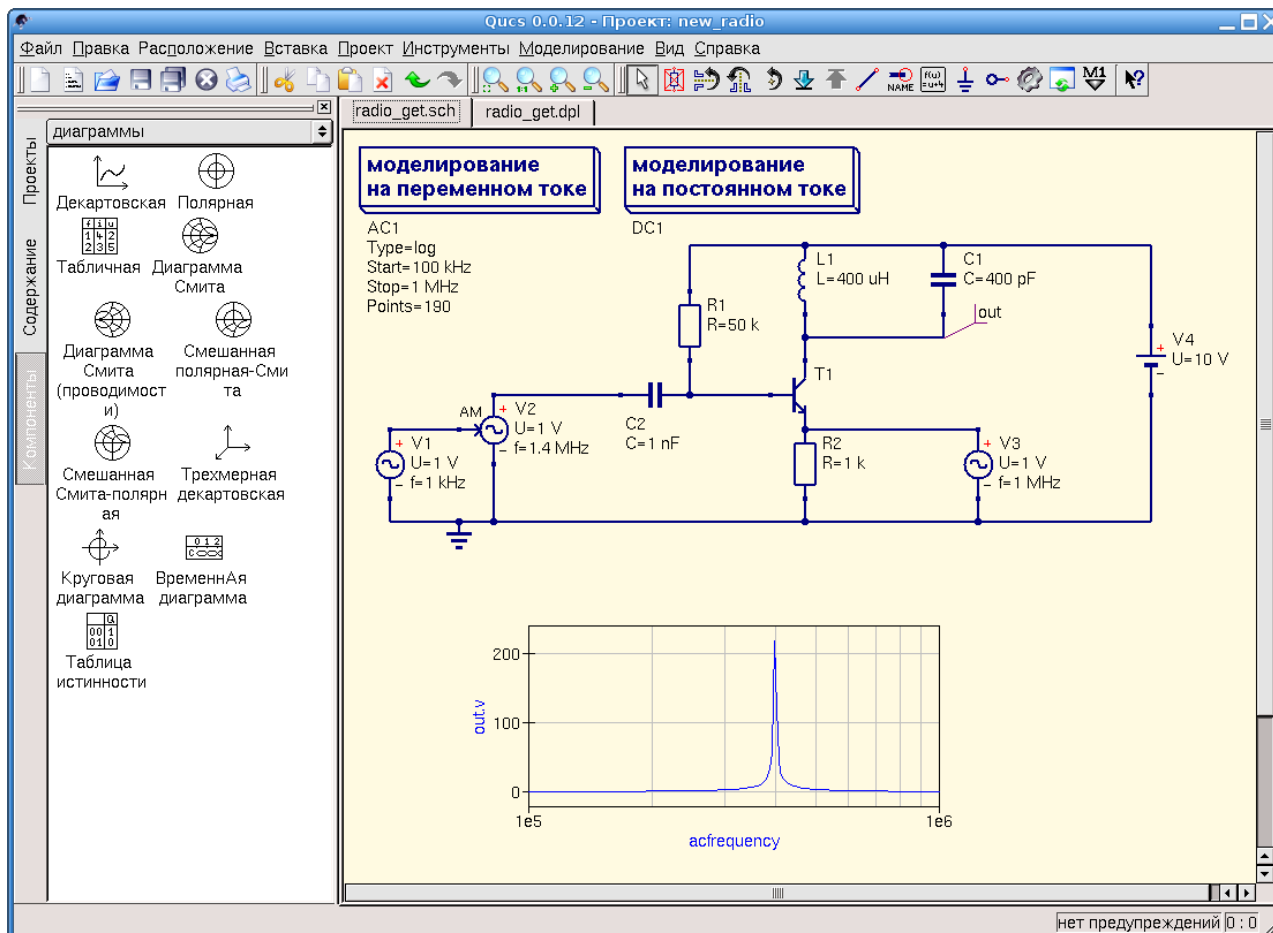 Qucs 0.0.12 - Проект: new_radio
Файл Правка Расположение Вставка Проект Инструменты Моделирование Вид Справка
NAME
f(u)
=u+4
M1
Проекты
Содержание
Компоненты
диаграммы
Декартовская
Полярная
Табличная
Диаграмма
Смита
Диаграмма
Смита
(проводимост
и)
Смешанная
полярная-Сми
та
Смешанная
Смита-полярн
ая
Трехмерная
декартовская
Круговая
диаграмма
ВременнАя
диаграмма
Таблица
истинности
radio_get.sch
radio_get.dpl
моделирование
на переменном токе
AC1
Type=log
Start=100 kHz
Stop=1 MHz
Points=190
моделирование
на постоянном токе
DC1
L1
L=400 uH
C1
C=400 pF
out
R1
R=50 k
V4
U=10 V
T1
AM
V2
U=1 V
f=1.4 MHz
C2
C=1 nF
V1
U=1 V
f=1 kHz
R2
R=1 k
V3
U=1 V
f=1 MHz
200
100
0
out.v
1e5
1e6
acfrequency
нет предупреждений 0 : 0